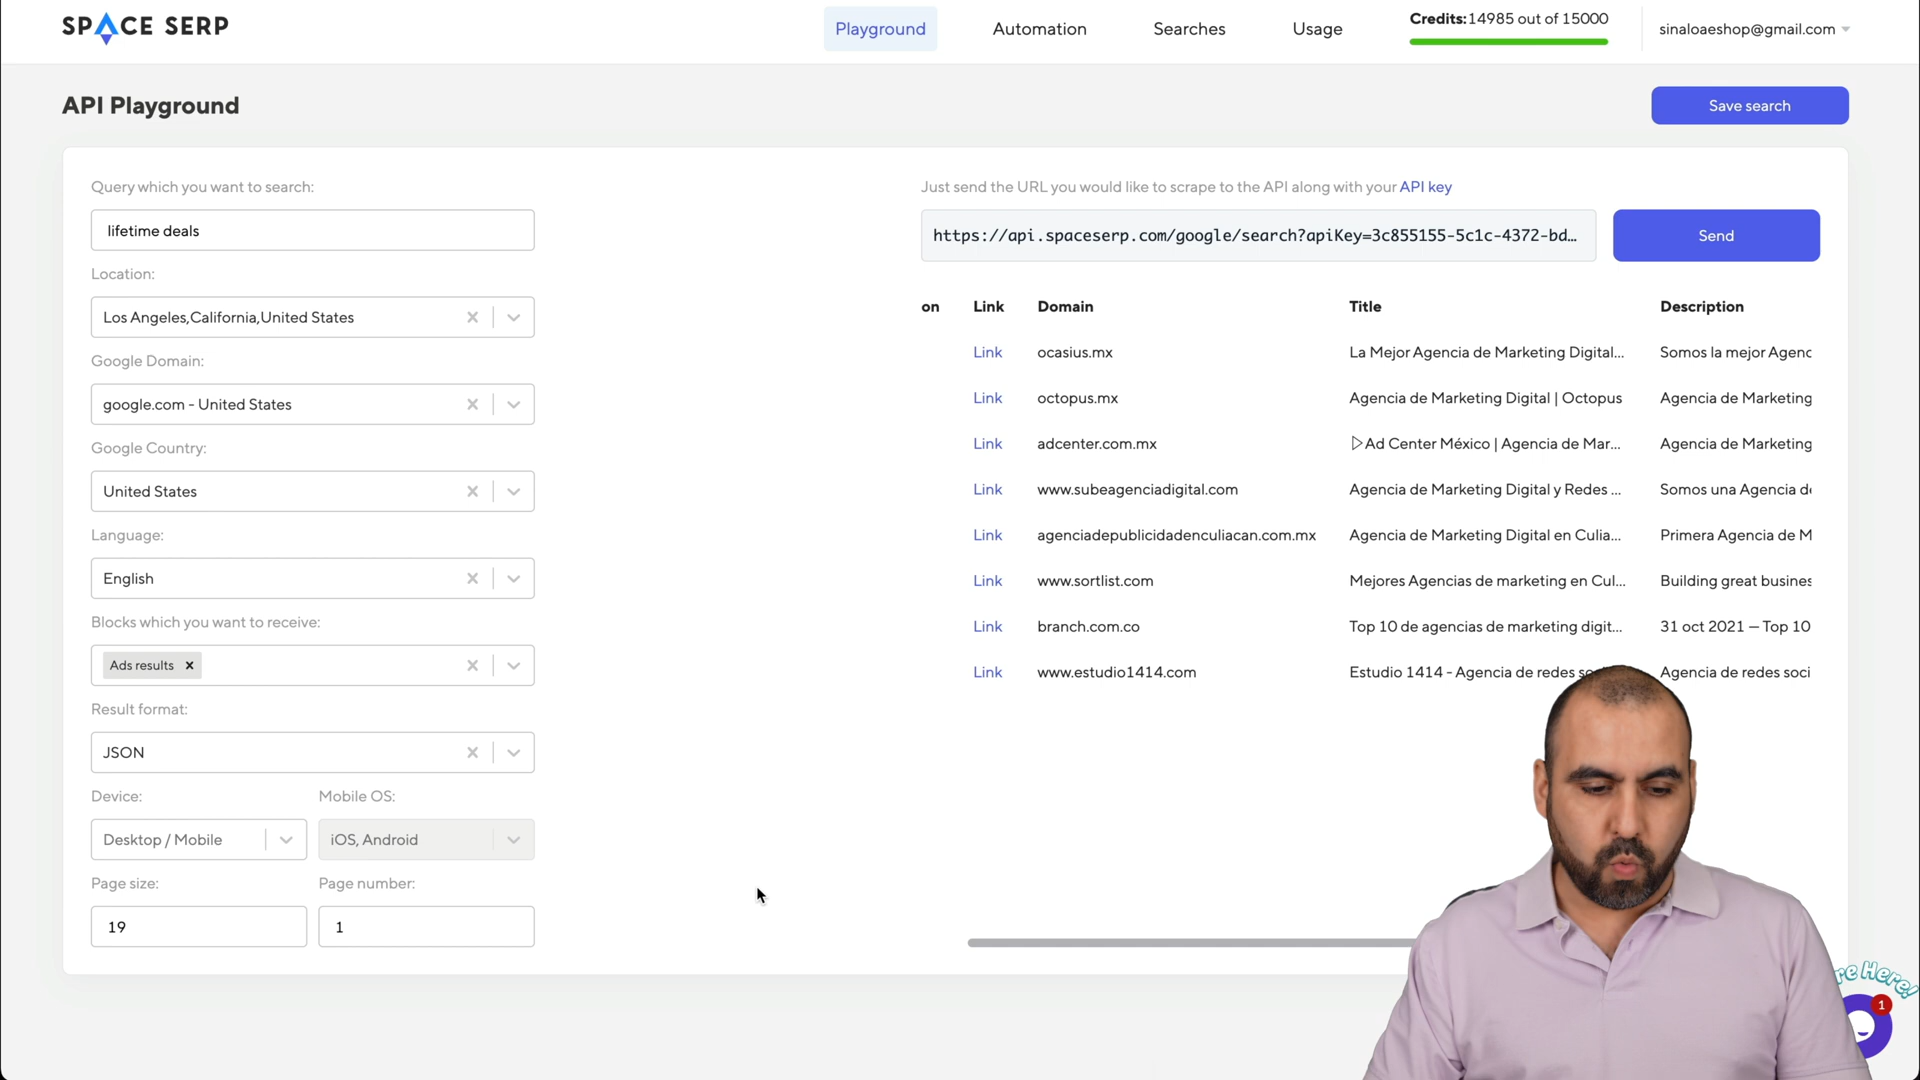 SPACE SERP
Playground
Automation
Searches
Usage
Credits: 14985 out of 15000
sinaloaeshop@gmail.com
API Playground
Save search
Query which you want to search:
lifetime deals
Location:
Los Angeles,California,United States
Google Domain:
google.com - United States
Google Country:
United States
Language:
English
Blocks which you want to receive:
Ads results
Result format:
JSON
Device:
Mobile OS:
Desktop / Mobile
iOS, Android
Page size:
Page number:
19
1
Just send the URL you would like to scrape to the API along with your API key
https://api.spaceserp.com/google/search?apiKey=3c855155-5c1c-4372-bd…
Send
on Link Domain Title Description
Link ocasius.mx La Mejor Agencia de Marketing Digital... Somos la mejor Agenc
Link octopus.mx Agencia de Marketing Digital | Octopus Agencia de Marketing
Link adcenter.com.mx ▷Ad Center México | Agencia de Mar... Agencia de Marketing
Link www.subeagenciadigital.com Agencia de Marketing Digital y Redes ... Somos una Agencia de
Link agenciadepublicidadenculiacan.com.mx Agencia de Marketing Digital en Culia... Primera Agencia de M
Link www.sortlist.com Mejores Agencias de marketing en Cul... Building great busines
Link branch.com.co Top 10 de agencias de marketing digit... 31 oct 2021 — Top 10
Link www.estudio1414.com Estudio 1414 - Agencia de redes Agencia de redes soci
Here!
1